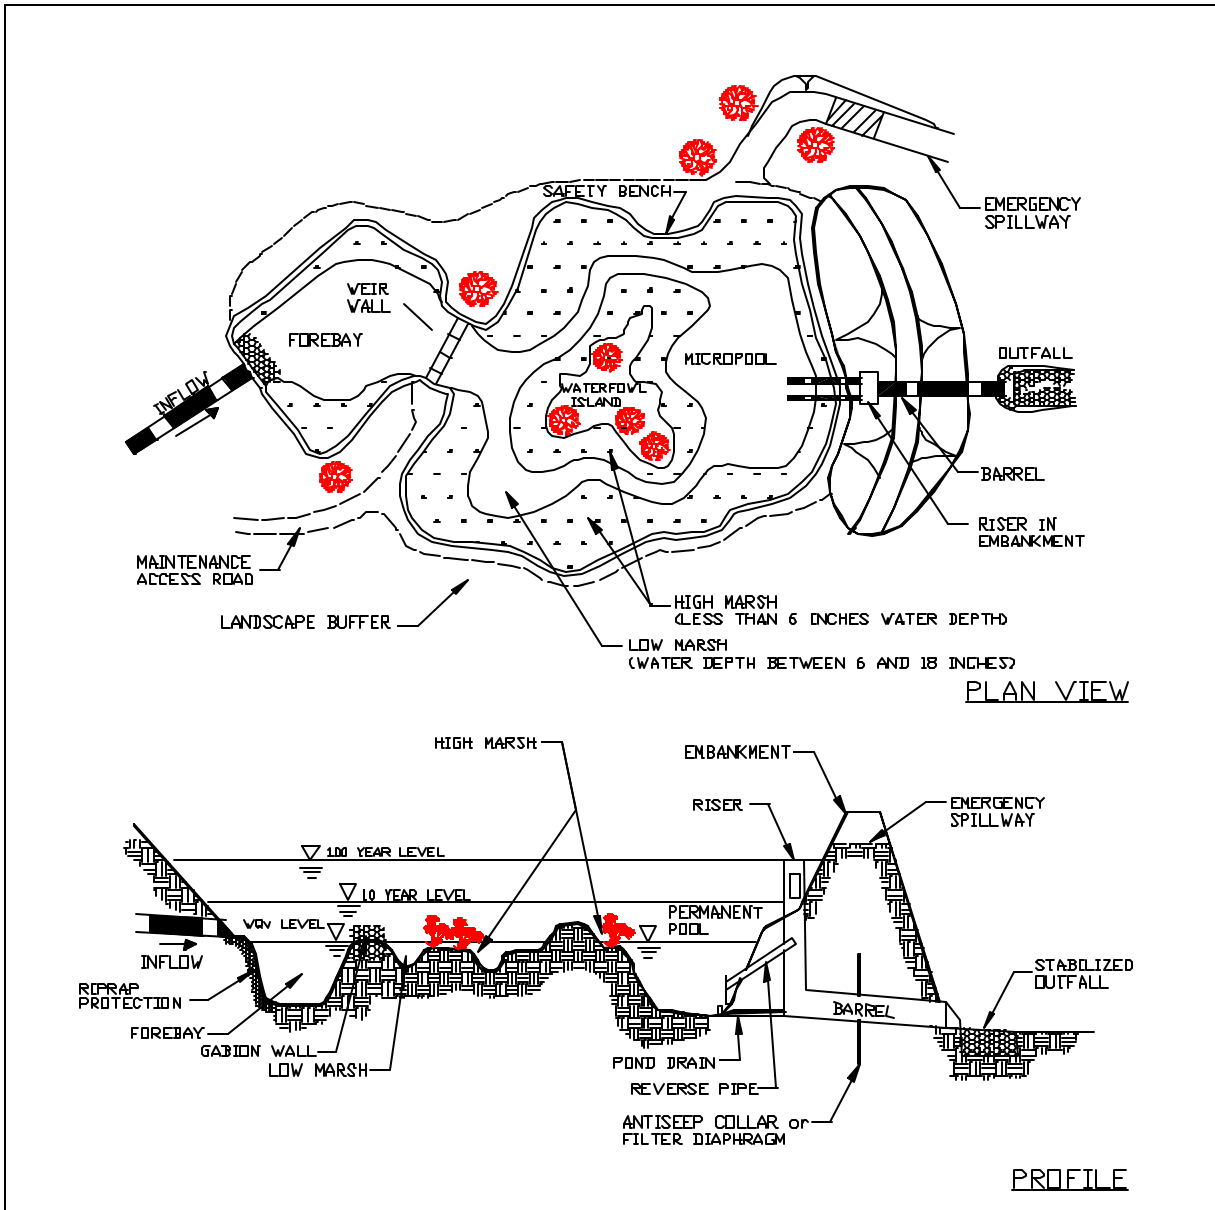 SAFETY BENCH
EMERGENCY
SPILLWAY
WEIR
WALL
FOREBAY
MICROPOOL
OUTFALL
INFLOW
WATERFOWL
ISLAND
BARREL
RISER IN
EMBANKMENT
MAINTENANCE
ACCESS ROAD
LANDSCAPE BUFFER
HIGH MARSH
(LESS THAN 6 INCHES WATER DEPTH)
LOW MARSH
(WATER DEPTH BETWEEN 6 AND 18 INCHES)
PLAN VIEW
HIGH MARSH
EMBANKMENT
RISER
EMERGENCY
SPILLWAY
100 YEAR LEVEL
10 YEAR LEVEL
WQv LEVEL
PERMANENT
POOL
INFLOW
STABILIZED
OUTFALL
RIPRAP
PROTECTION
BARREL
FOREBAY
GABION WALL
LOW MARSH
POND DRAIN
REVERSE PIPE
ANTISEEP COLLAR or
FILTER DIAPHRAGM
PROFILE